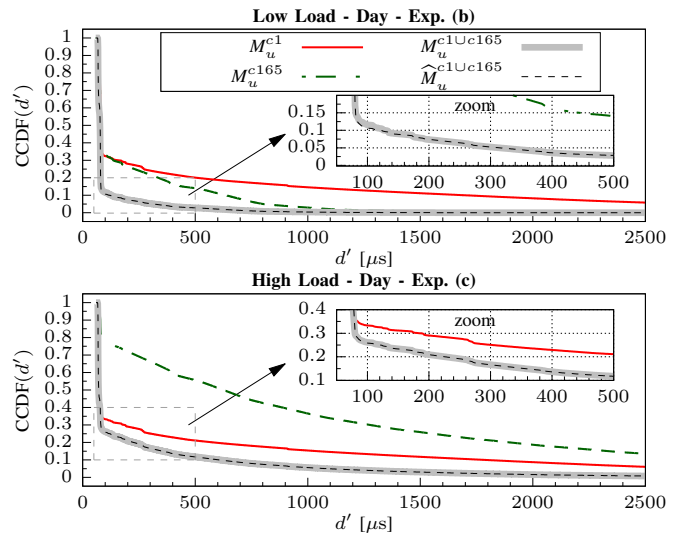 Low Load - Day - Exp. (b)
1
0.9
0.8
0.7
0.6
0.5
0.4
0.3
0.2
0.1
0
CCDF(d′)
M_u^{c1}
M_u^{c165}
M_u^{c1∪c165}
\widehat{M}_u^{c1∪c165}
zoom
0.15
0.1
0.05
0
100 200 300 400 500
0 500 1000 1500 2000 2500
d′ [μs]
High Load - Day - Exp. (c)
1
0.9
0.8
0.7
0.6
0.5
0.4
0.3
0.2
0.1
0
CCDF(d′)
zoom
0.4
0.3
0.2
0.1
100 200 300 400 500
0 500 1000 1500 2000 2500
d′ [μs]